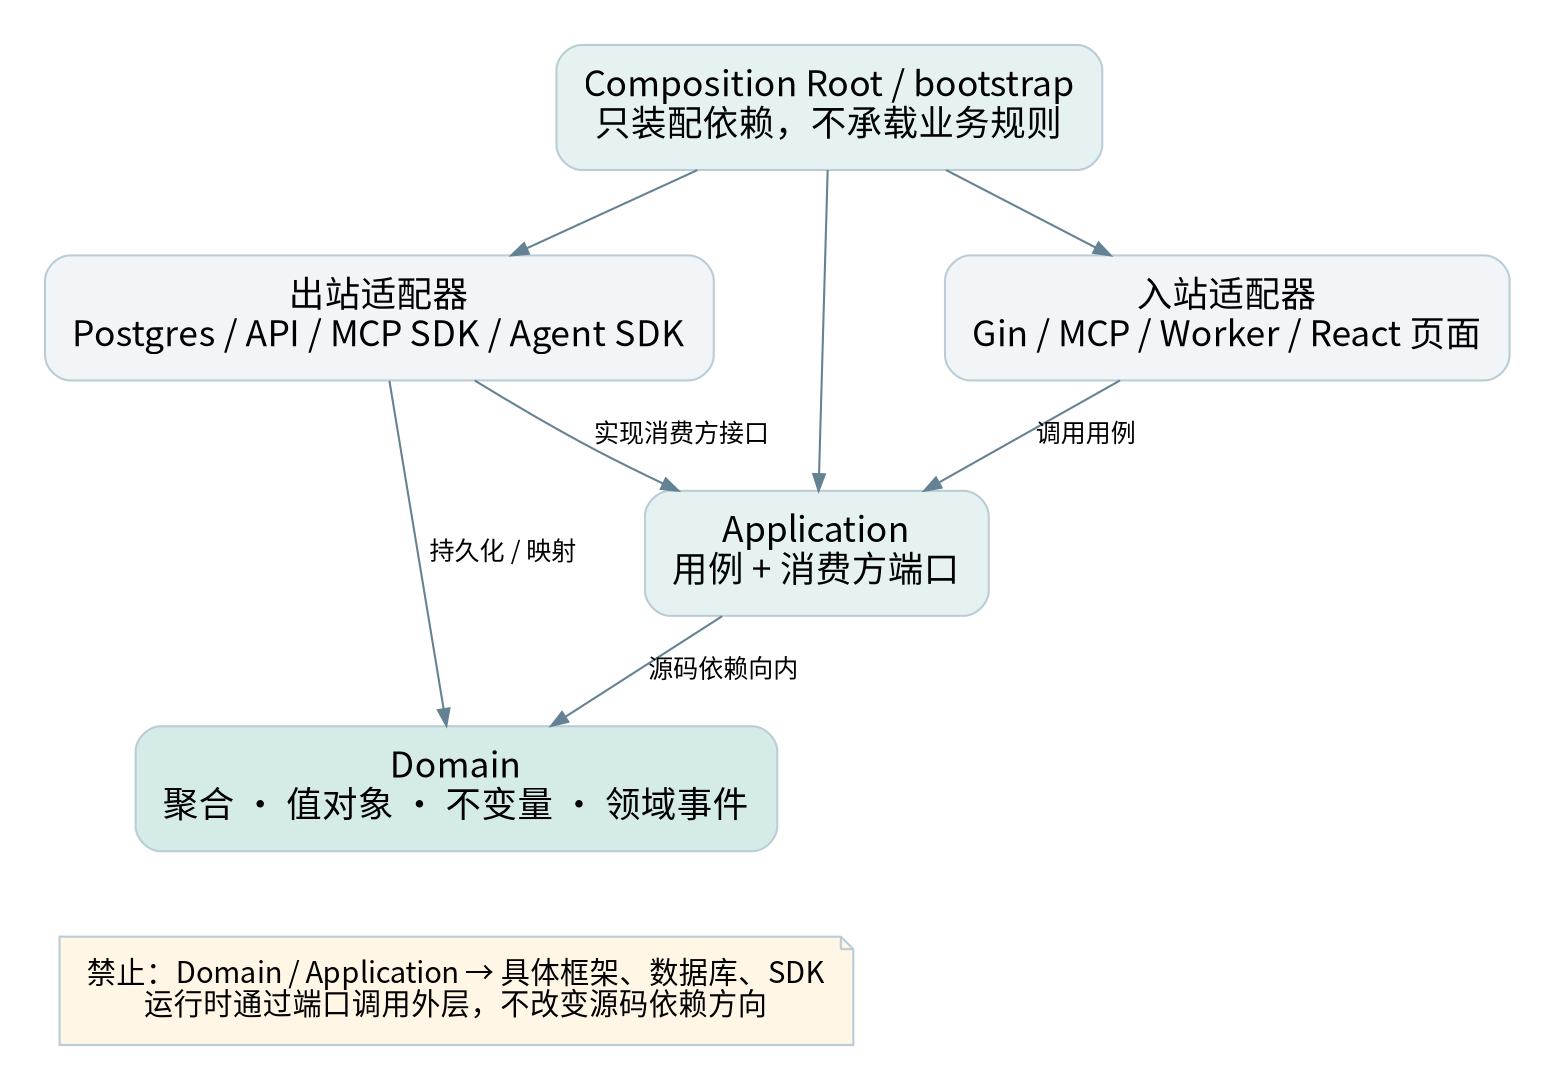 Composition Root / bootstrap
只装配依赖，不承载业务规则
出站适配器
Postgres / API / MCP SDK / Agent SDK
入站适配器
Gin / MCP / Worker / React 页面
实现消费方接口
调用用例
Application
用例 + 消费方端口
持久化 / 映射
源码依赖向内
Domain
聚合 · 值对象 · 不变量 · 领域事件
禁止：Domain / Application → 具体框架、数据库、SDK
运行时通过端口调用外层，不改变源码依赖方向